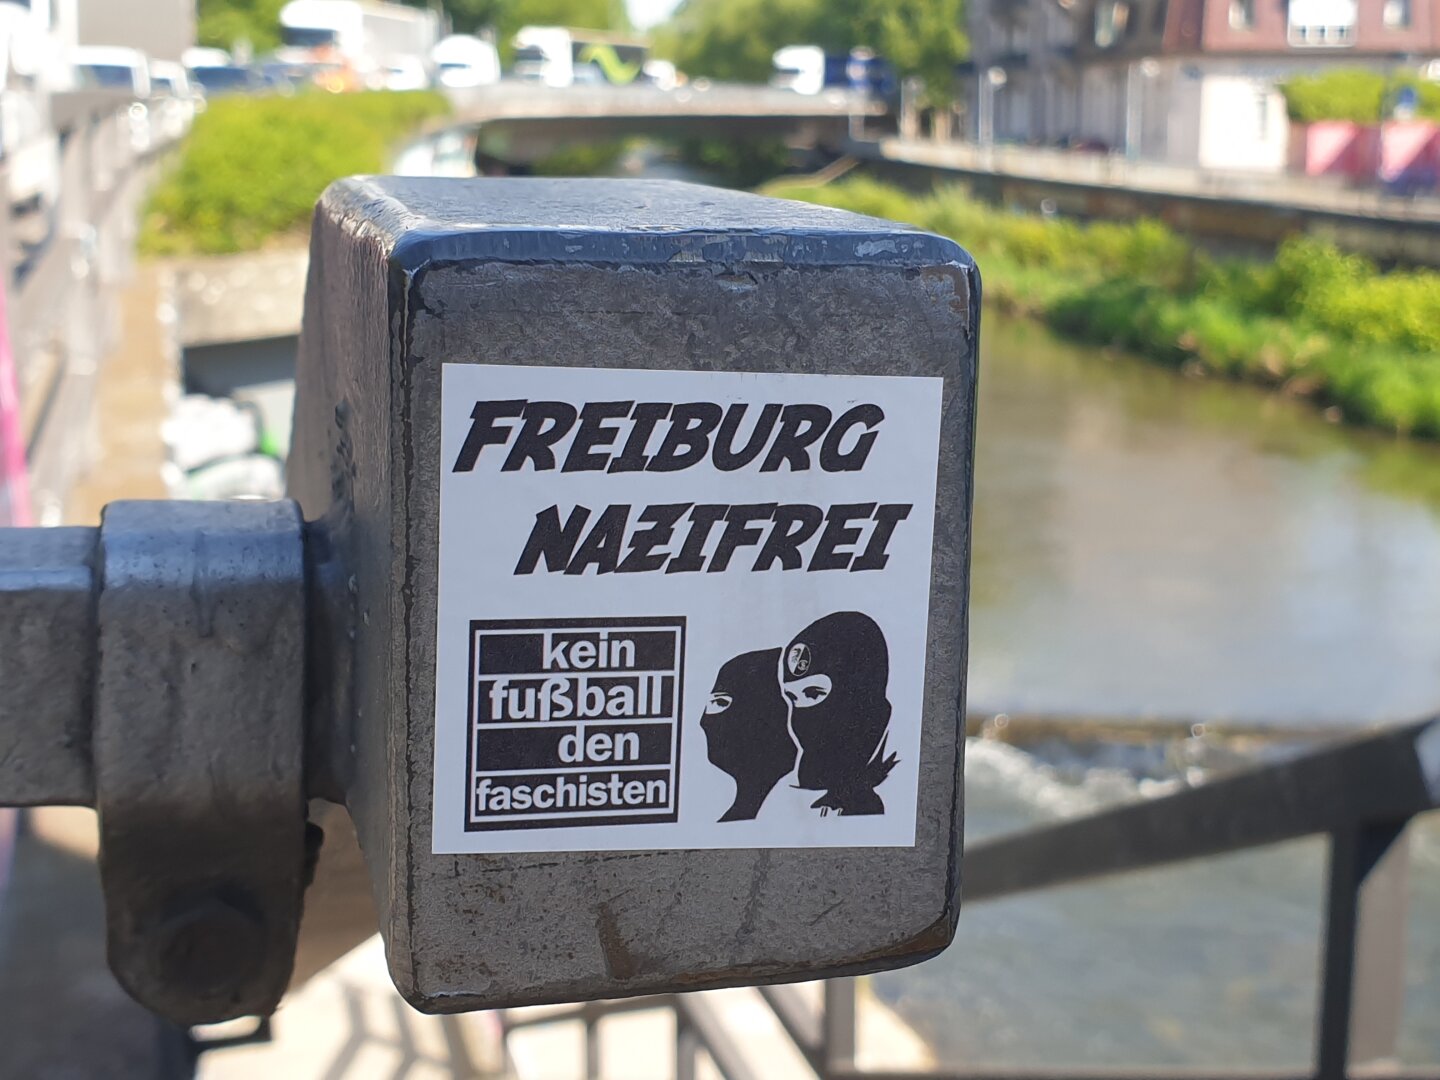 FREIBURG
NAZIFREI
kein
fußball
den
faschisten